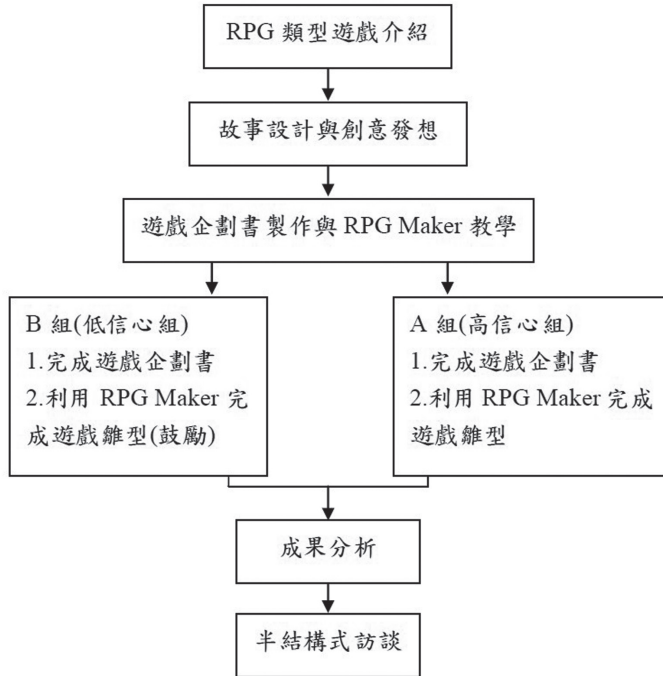 RPG 類型遊戲介紹
故事設計與創意發想
遊戲企劃書製作與 RPG Maker 教學
B 組(低信心組)
1.完成遊戲企劃書
2.利用 RPG Maker 完
成遊戲雛型(鼓勵)
A 組(高信心組)
1.完成遊戲企劃書
2.利用 RPG Maker 完成
遊戲雛型
成果分析
半結構式訪談